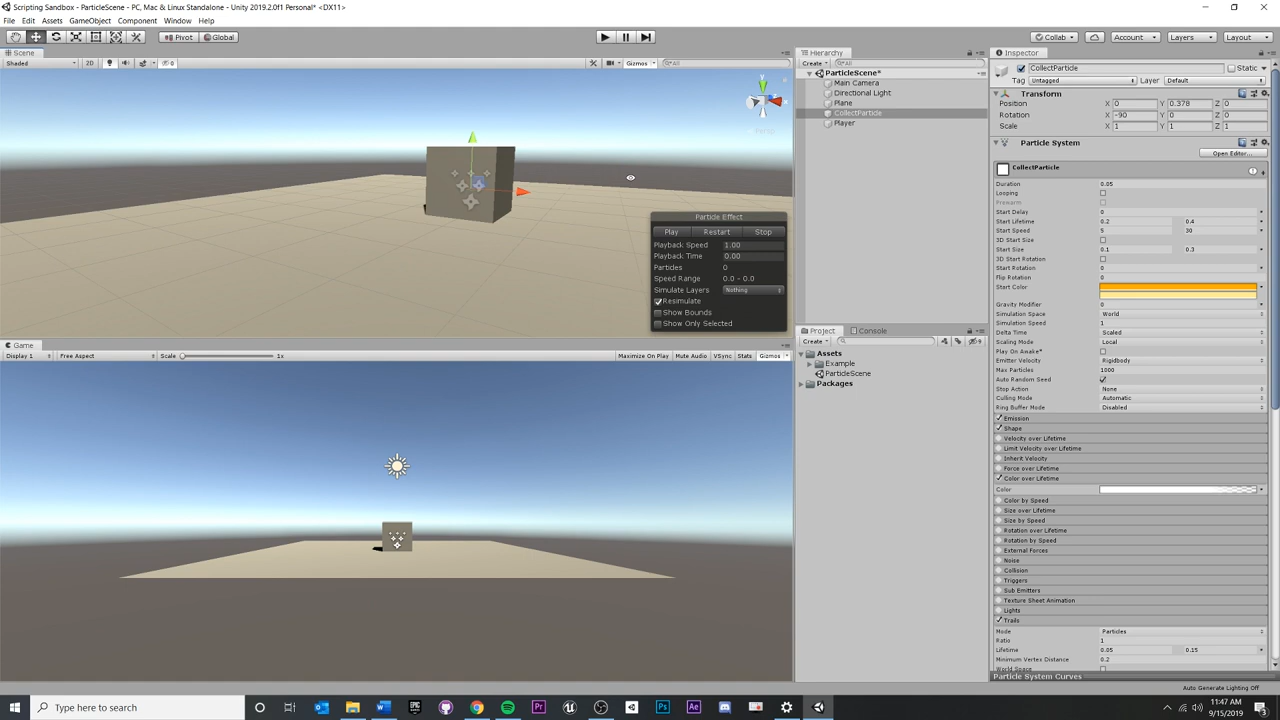 Scripting Sandbox - ParticleScene - PC, Mac & Linux Standalone - Unity 2019.2.0f1 Personal* <DX11>
File Edit Assets GameObject Component Window Help
Pivot Global Collab Account Layers Layout
Scene
Shaded 2D 0 Gizmos All
Persp
Particle Effect
Play Restart Stop
Playback Speed 1.00
Playback Time 0.00
Particles 0
Speed Range 0.0 - 0.0
Simulate Layers Nothing
Resimulate
Show Bounds
Show Only Selected
Game
Display 1 Free Aspect Scale 1x Maximize On Play Mute Audio VSync Stats Gizmos
Hierarchy
Create All
ParticleScene*
Main Camera
Directional Light
Plane
CollectParticle
Player
Project Console
Create 9
Assets
Example
ParticleScene
Packages
Inspector
CollectParticle Static
Tag Untagged Layer Default
Transform
Position X 0 Y 0.378 Z 0
Rotation X -90 Y 0 Z 0
Scale X 1 Y 1 Z 1
Particle System
Open Editor...
CollectParticle
Duration 0.05
Looping
Prewarm
Start Delay 0
Start Lifetime 0.2 0.4
Start Speed 5 30
3D Start Size
Start Size 0.1 0.3
3D Start Rotation
Start Rotation 0
Flip Rotation 0
Start Color
Gravity Modifier 0
Simulation Space World
Simulation Speed 1
Delta Time Scaled
Scaling Mode Local
Play On Awake*
Emitter Velocity Rigidbody
Max Particles 1000
Auto Random Seed
Stop Action None
Culling Mode Automatic
Ring Buffer Mode Disabled
Emission
Shape
Velocity over Lifetime
Limit Velocity over Lifetime
Inherit Velocity
Force over Lifetime
Color over Lifetime
Color
Color by Speed
Size over Lifetime
Size by Speed
Rotation over Lifetime
Rotation by Speed
External Forces
Noise
Collision
Triggers
Sub Emitters
Texture Sheet Animation
Lights
Trails
Mode Particles
Ratio 1
Lifetime 0.05 0.15
Minimum Vertex Distance 0.2
World Space
Particle System Curves
Auto Generate Lighting Off
Type here to search
11:47 AM
9/15/2019
3